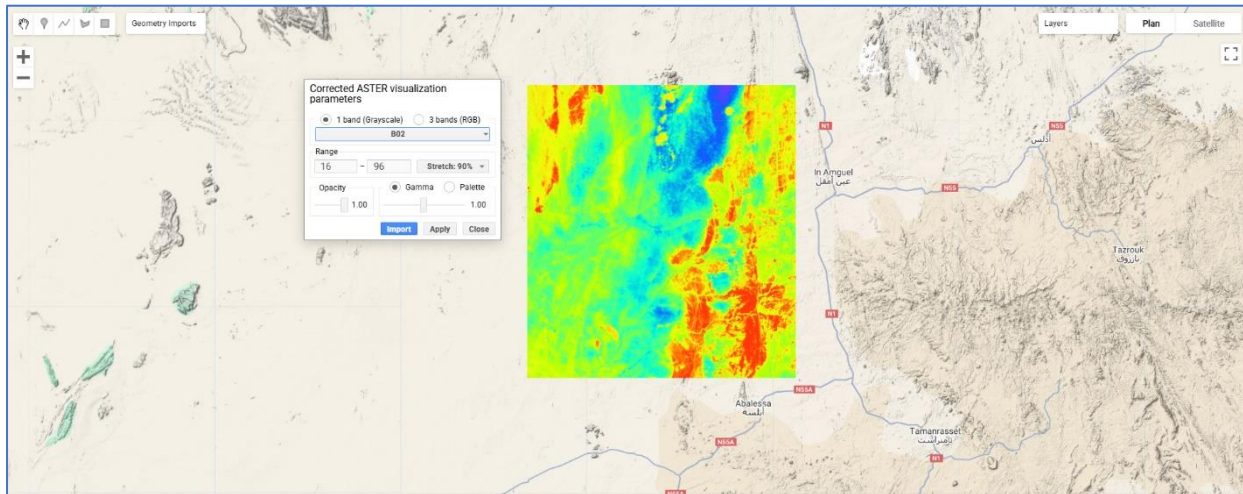 Geometry Imports
Layers
Plan
Satellite
Corrected ASTER visualization
parameters
1 band (Grayscale)
3 bands (RGB)
B02
Range
16 – 96
Stretch: 90%
Opacity
Gamma
Palette
1.00
1.00
Import
Apply
Close
N1
N55
أدلس
In Amguel
عين أمقل
N55
Tazrouk
تازروك
N1
N55A
Abalessa
أبلسة
Tamanrasset
تامنراست
N55A
N1
N55A